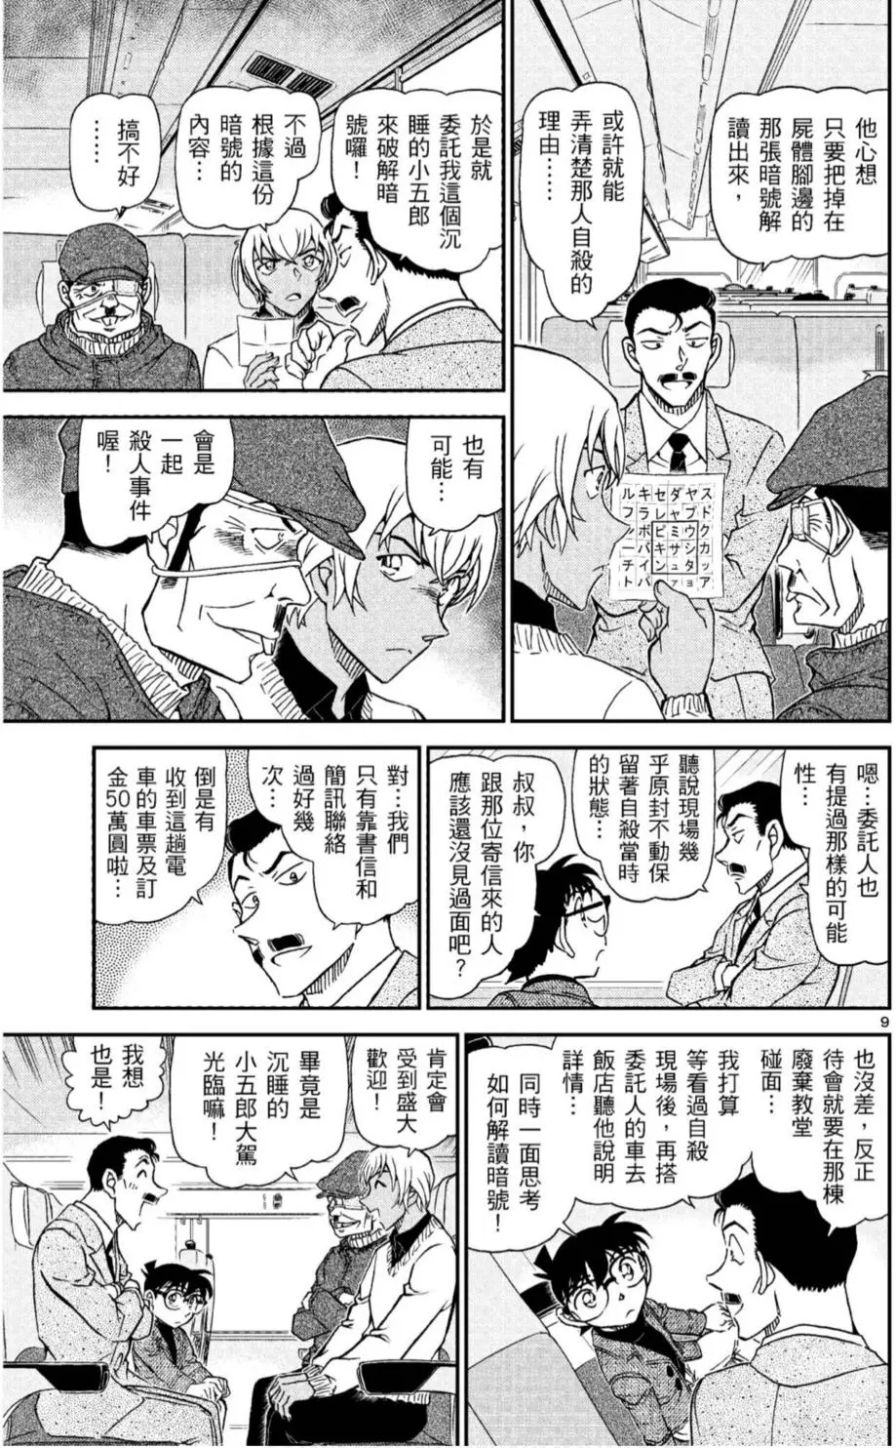 他心想
只要把掉在
屍體腳邊的
那張暗號解
讀出來，
或許就能
弄清楚那人自殺的
理由……
ストクカッア
ヤブウシタョ
ダャミサュァ
セレピキン
於是就
委託我這個沉
睡的小五郎
來破解暗
號囉！
不過
根據這份
暗號的
內容…
搞不好
……
也有
可能…
會是
一起
殺人事件
喔！
嗯…委託人也
有提過那樣的可能
性…
聽說現場幾
乎原封不動保
留著自殺當時
的狀態…
叔叔，你
跟那位寄信來的人
應該還沒見過面吧？
對…我們
只有靠書信和
簡訊聯絡
過好幾
次…
倒是有
收到這趟電
車的車票及訂
金50萬圓啦…
9
也沒差，反正
待會就要在那棟
廢棄教堂
碰面…
我打算
等看過自殺
現場後，再搭
委託人的車去
飯店聽他說明
詳情…
同時一面思考
如何解讀暗號！
肯定會
受到盛大
歡迎！
畢竟是
沉睡的
小五郎大駕
光臨嘛！
我想
也是！